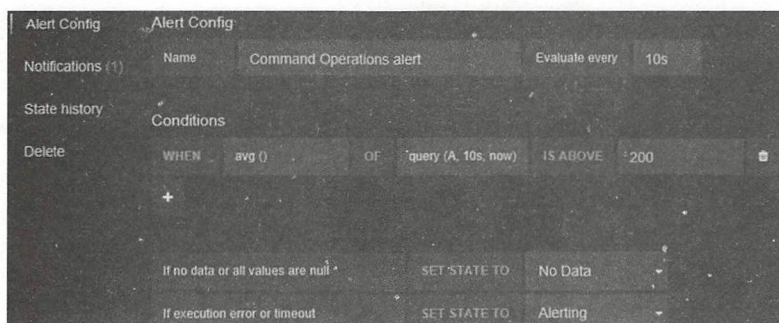 Alert Config
Notifications (1)
State history
Delete
Alert Config
Name Command Operations alert Evaluate every 10s
Conditions
WHEN avg () OF query (A, 10s, now) IS ABOVE 200
+
If no data or all values are null SET STATE TO No Data
If execution error or timeout SET STATE TO Alerting